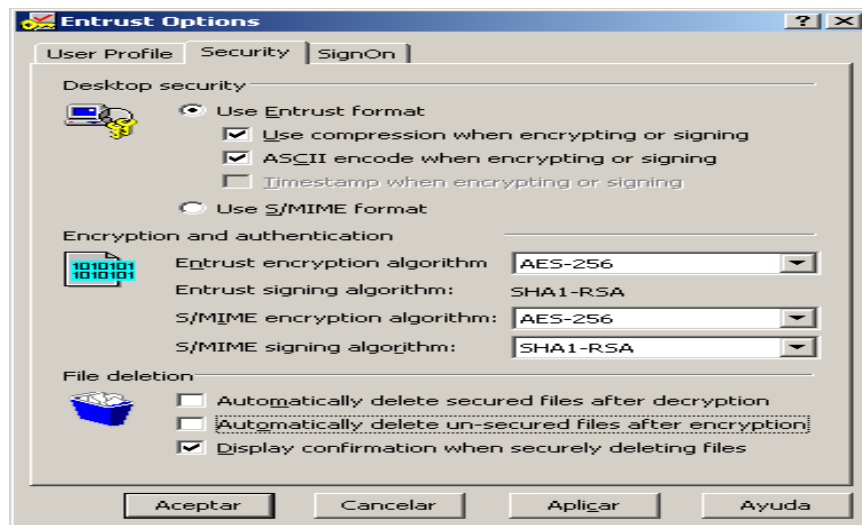 Entrust Options
User Profile Security SignOn
Desktop security
Use Entrust format
Use compression when encrypting or signing
ASCII encode when encrypting or signing
Timestamp when encrypting or signing
Use S/MIME format
Encryption and authentication
Entrust encryption algorithm AES-256
Entrust signing algorithm: SHA1-RSA
S/MIME encryption algorithm: AES-256
S/MIME signing algorithm: SHA1-RSA
File deletion
Automatically delete secured files after decryption
Automatically delete un-secured files after encryption
Display confirmation when securely deleting files
Aceptar Cancelar Aplicar Ayuda
1010101
1010101